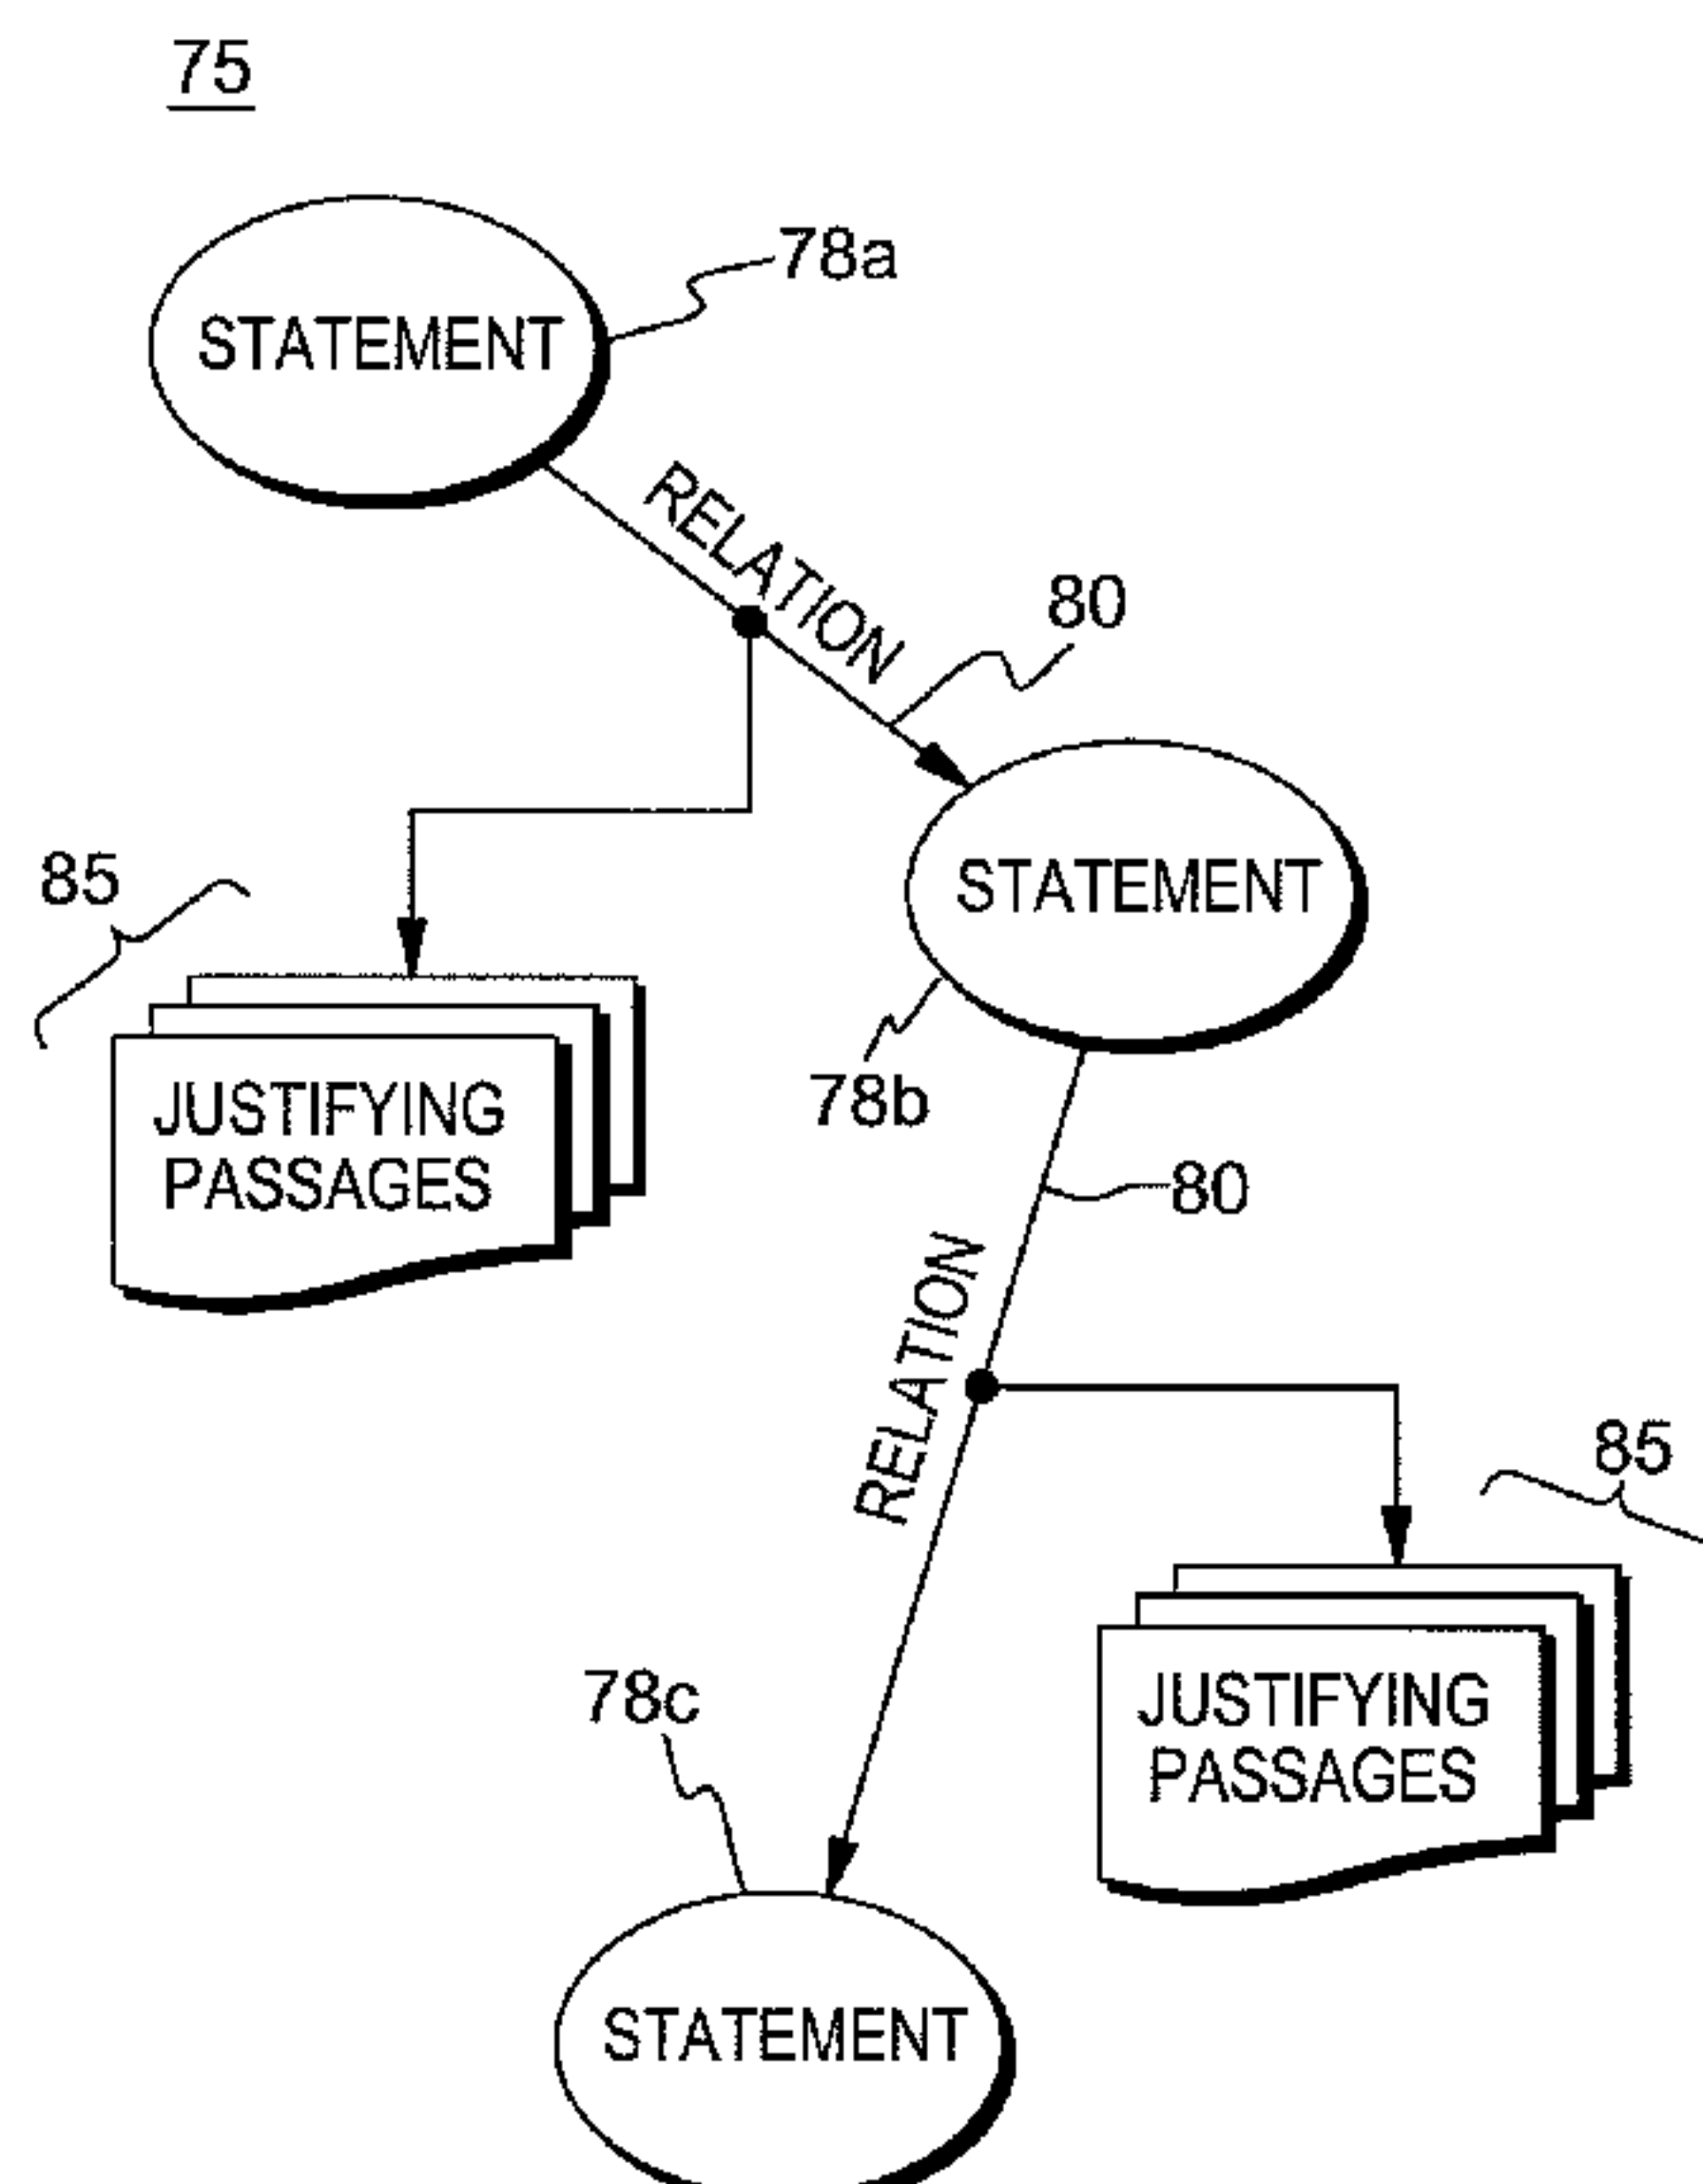 75
78a
STATEMENT
RELATION
80
85
STATEMENT
JUSTIFYING
PASSAGES
78b
80
RELATION
85
78c
JUSTIFYING
PASSAGES
STATEMENT